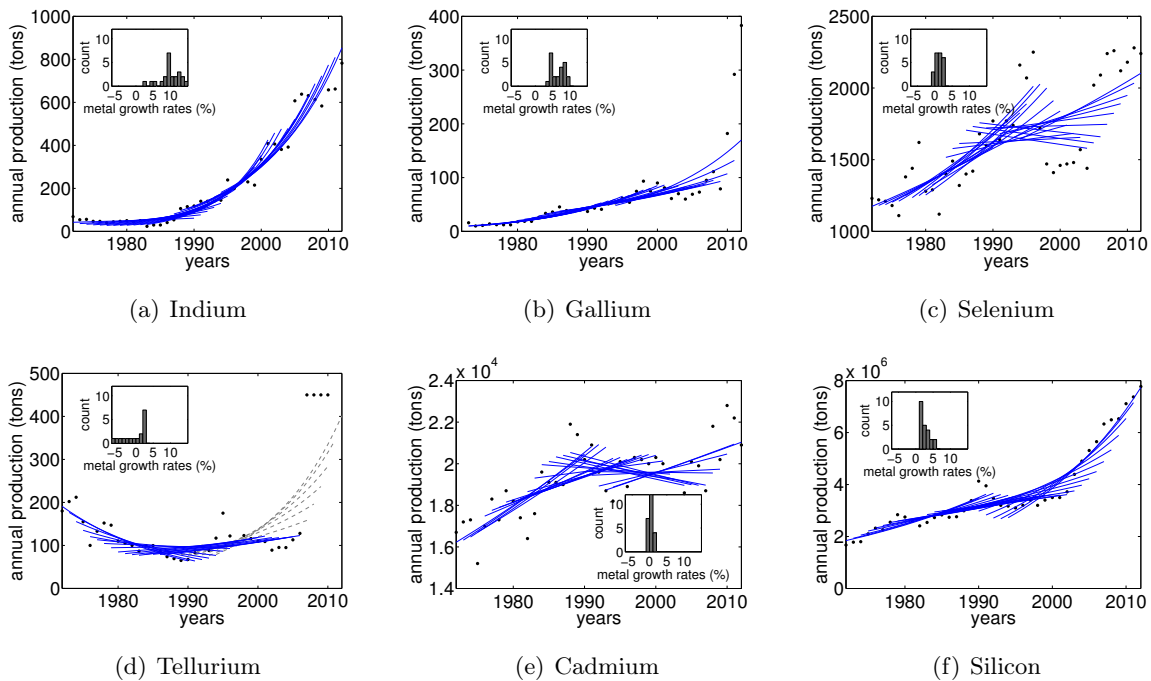 1000
800
600
400
200
0
annual production (tons)
1980 1990 2000 2010
years
10
5
0
count
−5 0 5 10
metal growth rates (%)
(a) Indium
400
350
300
250
200
150
100
50
0
annual production (tons)
1980 1990 2000 2010
years
10
5
0
count
−5 0 5 10
metal growth rates (%)
(b) Gallium
2500
2000
1500
1000
annual production (tons)
1980 1990 2000 2010
years
10
5
0
count
−5 0 5 10
metal growth rates (%)
(c) Selenium
500
400
300
200
100
0
annual production (tons)
1980 1990 2000 2010
years
10
5
0
count
−5 0 5 10
metal growth rates (%)
(d) Tellurium
x 10^4
2.4
2.2
2
1.8
1.6
1.4
annual production (tons)
1980 1990 2000 2010
years
10
5
0
count
−5 0 5 10
metal growth rates (%)
(e) Cadmium
x 10^6
8
6
4
2
0
annual production (tons)
1980 1990 2000 2010
years
10
5
0
count
−5 0 5 10
metal growth rates (%)
(f) Silicon